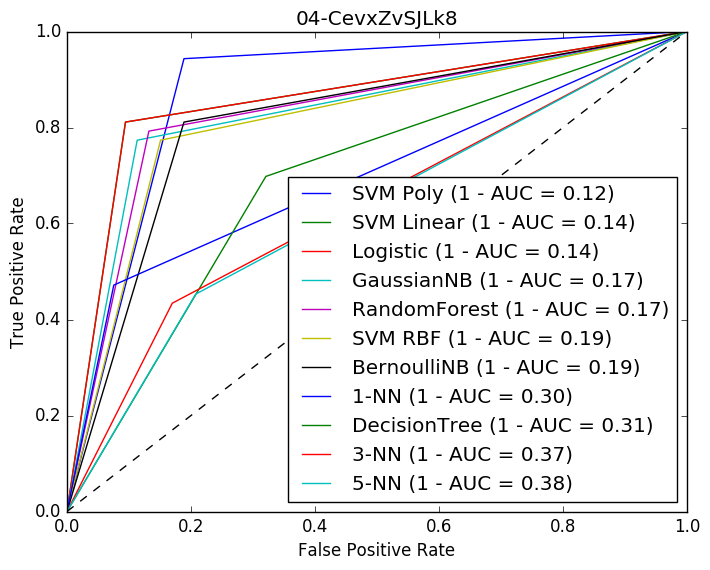 04-CevxZvSJLk8
1.0
0.8
0.6
0.4
0.2
0.0
True Positive Rate
SVM Poly (1 - AUC = 0.12)
SVM Linear (1 - AUC = 0.14)
Logistic (1 - AUC = 0.14)
GaussianNB (1 - AUC = 0.17)
RandomForest (1 - AUC = 0.17)
SVM RBF (1 - AUC = 0.19)
BernoulliNB (1 - AUC = 0.19)
1-NN (1 - AUC = 0.30)
DecisionTree (1 - AUC = 0.31)
3-NN (1 - AUC = 0.37)
5-NN (1 - AUC = 0.38)
0.0 0.2 0.4 0.6 0.8 1.0
False Positive Rate